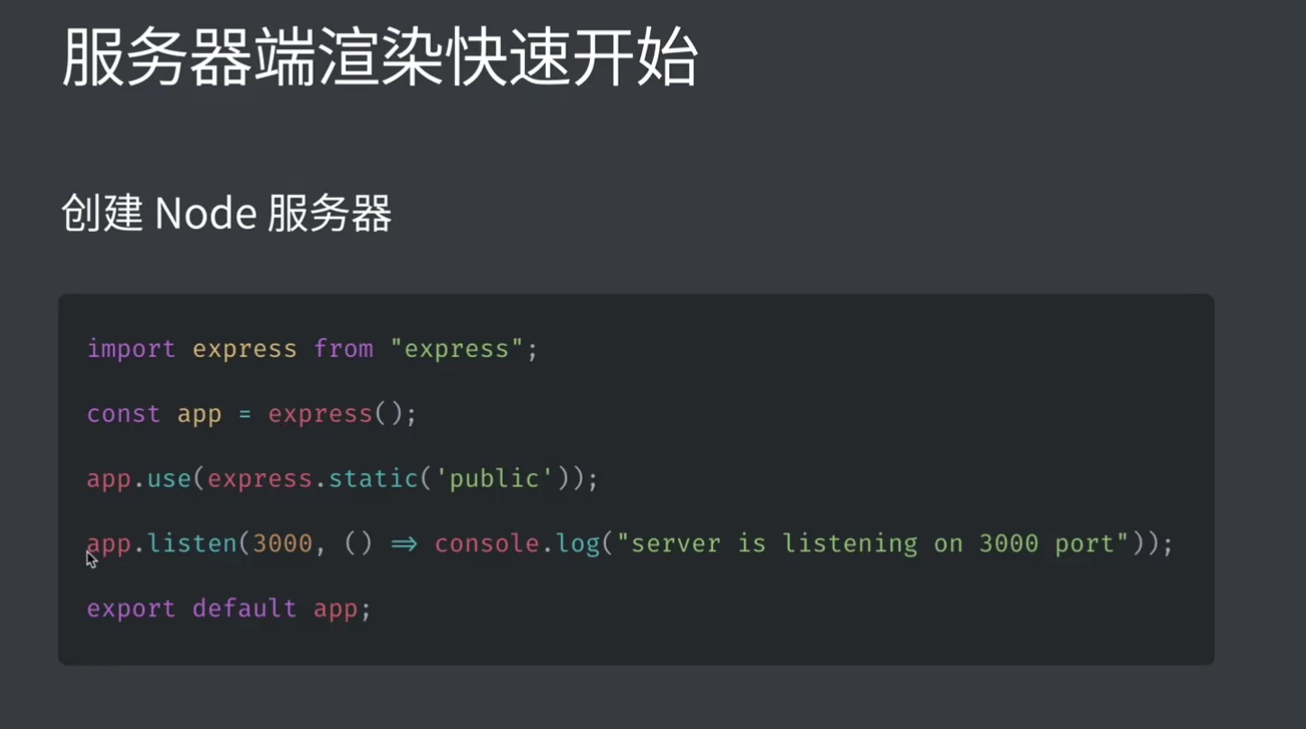 服务器端渲染快速开始
创建 Node 服务器
import express from "express";
const app = express();
app.use(express.static('public'));
app.listen(3000, () => console.log("server is listening on 3000 port"));
export default app;